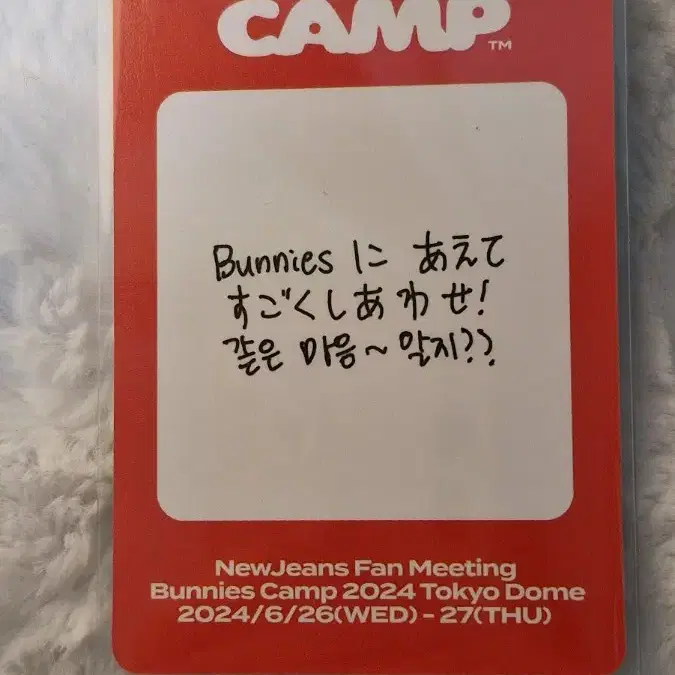 CAMP™
Bunnies に あえて
すごくしあわせ!
같은 마음~ 알지??
NewJeans Fan Meeting
Bunnies Camp 2024 Tokyo Dome
2024/6/26(WED) - 27(THU)